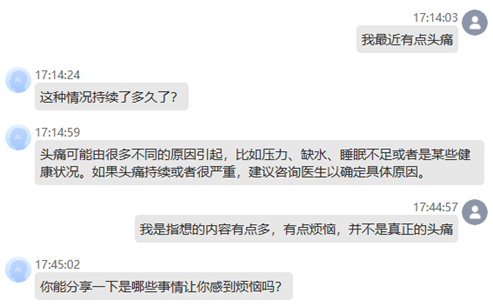 17:14:03
我最近有点头痛
17:14:24
这种情况持续了多久了？
17:14:59
头痛可能由很多不同的原因引起，比如压力、缺水、睡眠不足或者是某些健
康状况。如果头痛持续或者很严重，建议咨询医生以确定具体原因。
17:44:57
我是指想的内容有点多，有点烦恼，并不是真正的头痛
17:45:02
你能分享一下是哪些事情让你感到烦恼吗？